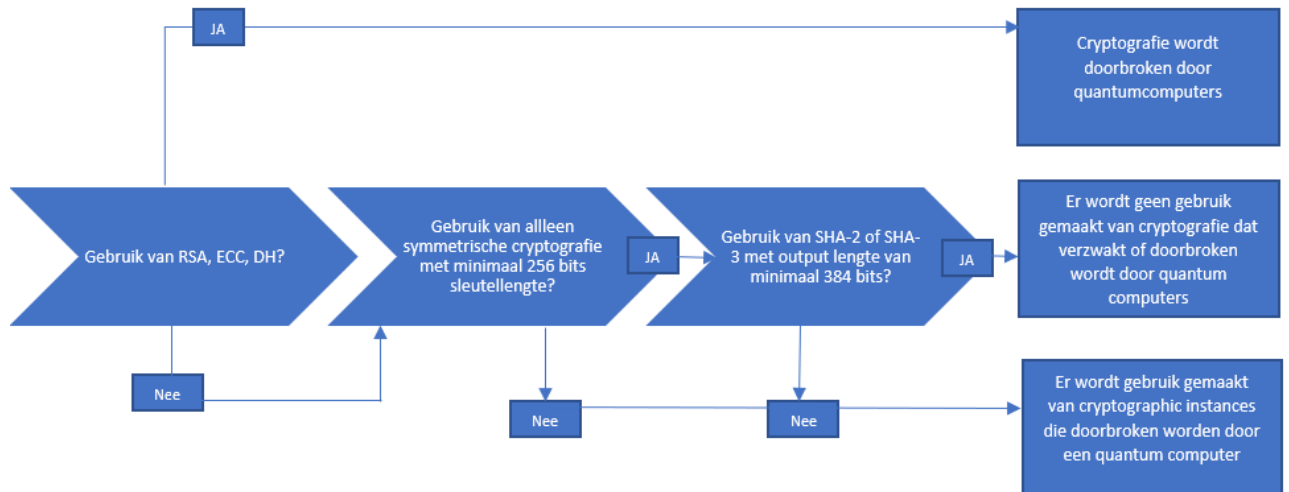 JA
Cryptografie wordt
doorbroken door
quantumcomputers
Gebruik van RSA, ECC, DH?
Gebruik van allleen
symmetrische cryptografie
met minimaal 256 bits
sleutellengte?
JA
Gebruik van SHA-2 of SHA-
3 met output lengte van
minimaal 384 bits?
JA
Er wordt geen gebruik
gemaakt van cryptografie dat
verzwakt of doorbroken
wordt door quantum
computers
Nee
Nee
Nee
Er wordt gebruik gemaakt
van cryptographic instances
die doorbroken worden door
een quantum computer